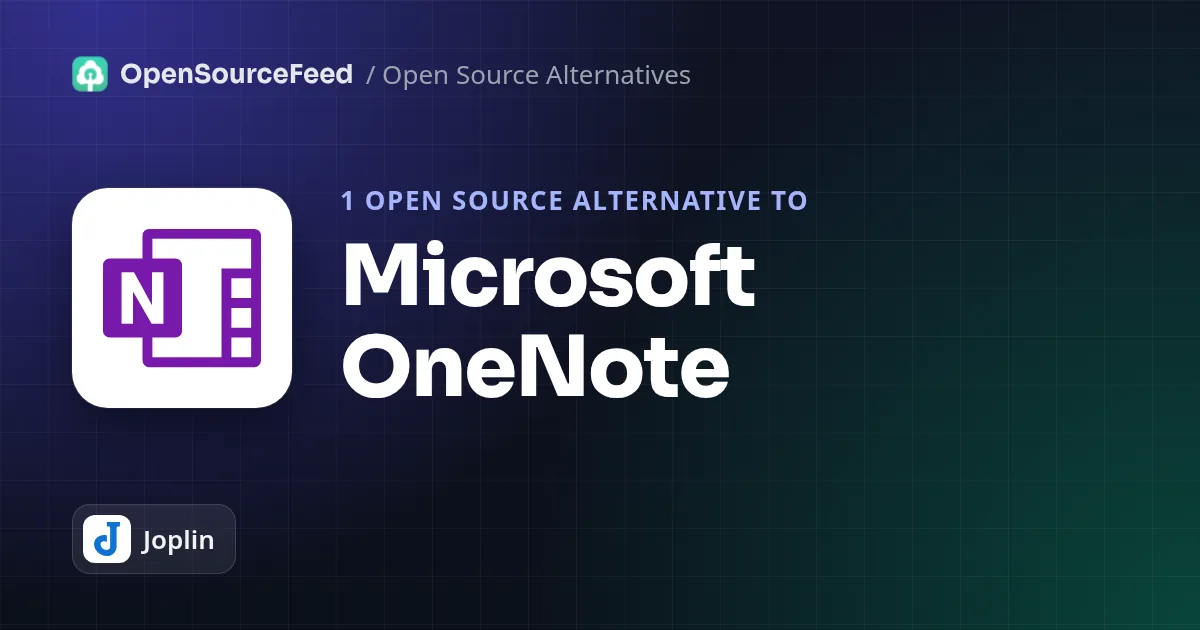 OpenSourceFeed / Open Source Alternatives
1 OPEN SOURCE ALTERNATIVE TO
N
Microsoft
OneNote
J Joplin